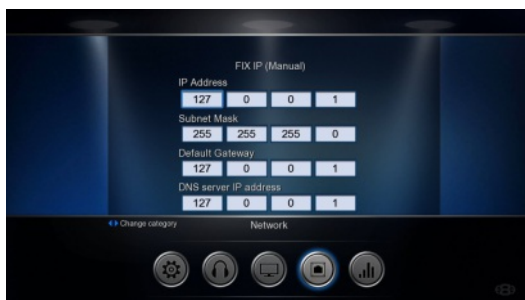 FIX IP (Manual)
IP Address
127 0 0 1
Subnet Mask
255 255 255 0
Default Gateway
127 0 0 1
DNS server IP address
127 0 0 1
Change category
Network